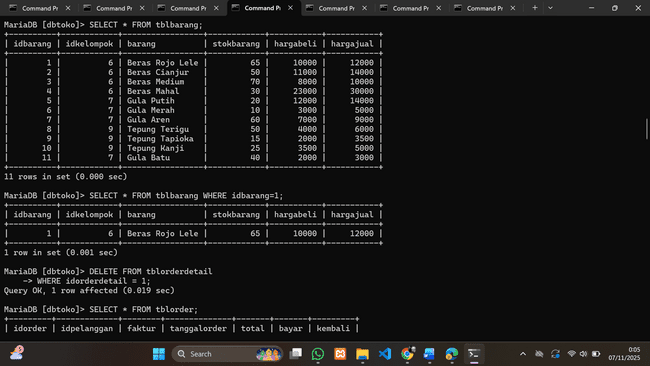 Command Pr Command Pr Command Pr Command Pr Command Pr Command Pr Command Pr
MariaDB [dbtoko]> SELECT * FROM tblbarang;
+----------+------------+-----------------+------------+-----------+-----------+
| idbarang | idkelompok | barang          | stokbarang | hargabeli | hargajual |
+----------+------------+-----------------+------------+-----------+-----------+
|        1 |          6 | Beras Rojo Lele |         65 |     10000 |     12000 |
|        2 |          6 | Beras Cianjur   |         50 |     11000 |     14000 |
|        3 |          6 | Beras Medium    |         70 |      8000 |     10000 |
|        4 |          6 | Beras Mahal     |         30 |     23000 |     30000 |
|        5 |          7 | Gula Putih      |         20 |     12000 |     14000 |
|        6 |          7 | Gula Merah      |         10 |      3000 |      5000 |
|        7 |          7 | Gula Aren       |         60 |      7000 |      9000 |
|        8 |          9 | Tepung Terigu   |         50 |      4000 |      6000 |
|        9 |          9 | Tepung Tapioka  |         15 |      2000 |      3500 |
|       10 |          9 | Tepung Kanji    |         25 |      3500 |      5000 |
|       11 |          7 | Gula Batu       |         40 |      2000 |      3000 |
+----------+------------+-----------------+------------+-----------+-----------+
11 rows in set (0.000 sec)
MariaDB [dbtoko]> SELECT * FROM tblbarang WHERE idbarang=1;
+----------+------------+-----------------+------------+-----------+-----------+
| idbarang | idkelompok | barang          | stokbarang | hargabeli | hargajual |
+----------+------------+-----------------+------------+-----------+-----------+
|        1 |          6 | Beras Rojo Lele |         65 |     10000 |     12000 |
+----------+------------+-----------------+------------+-----------+-----------+
1 row in set (0.001 sec)
MariaDB [dbtoko]> DELETE FROM tblorderdetail
    -> WHERE idorderdetail = 1;
Query OK, 1 row affected (0.019 sec)
MariaDB [dbtoko]> SELECT * FROM tblorder;
+---------+-------------+--------+--------------+-------+-------+---------+
| idorder | idpelanggan | faktur | tanggalorder | total | bayar | kembali |
Search
0:05
07/11/2025